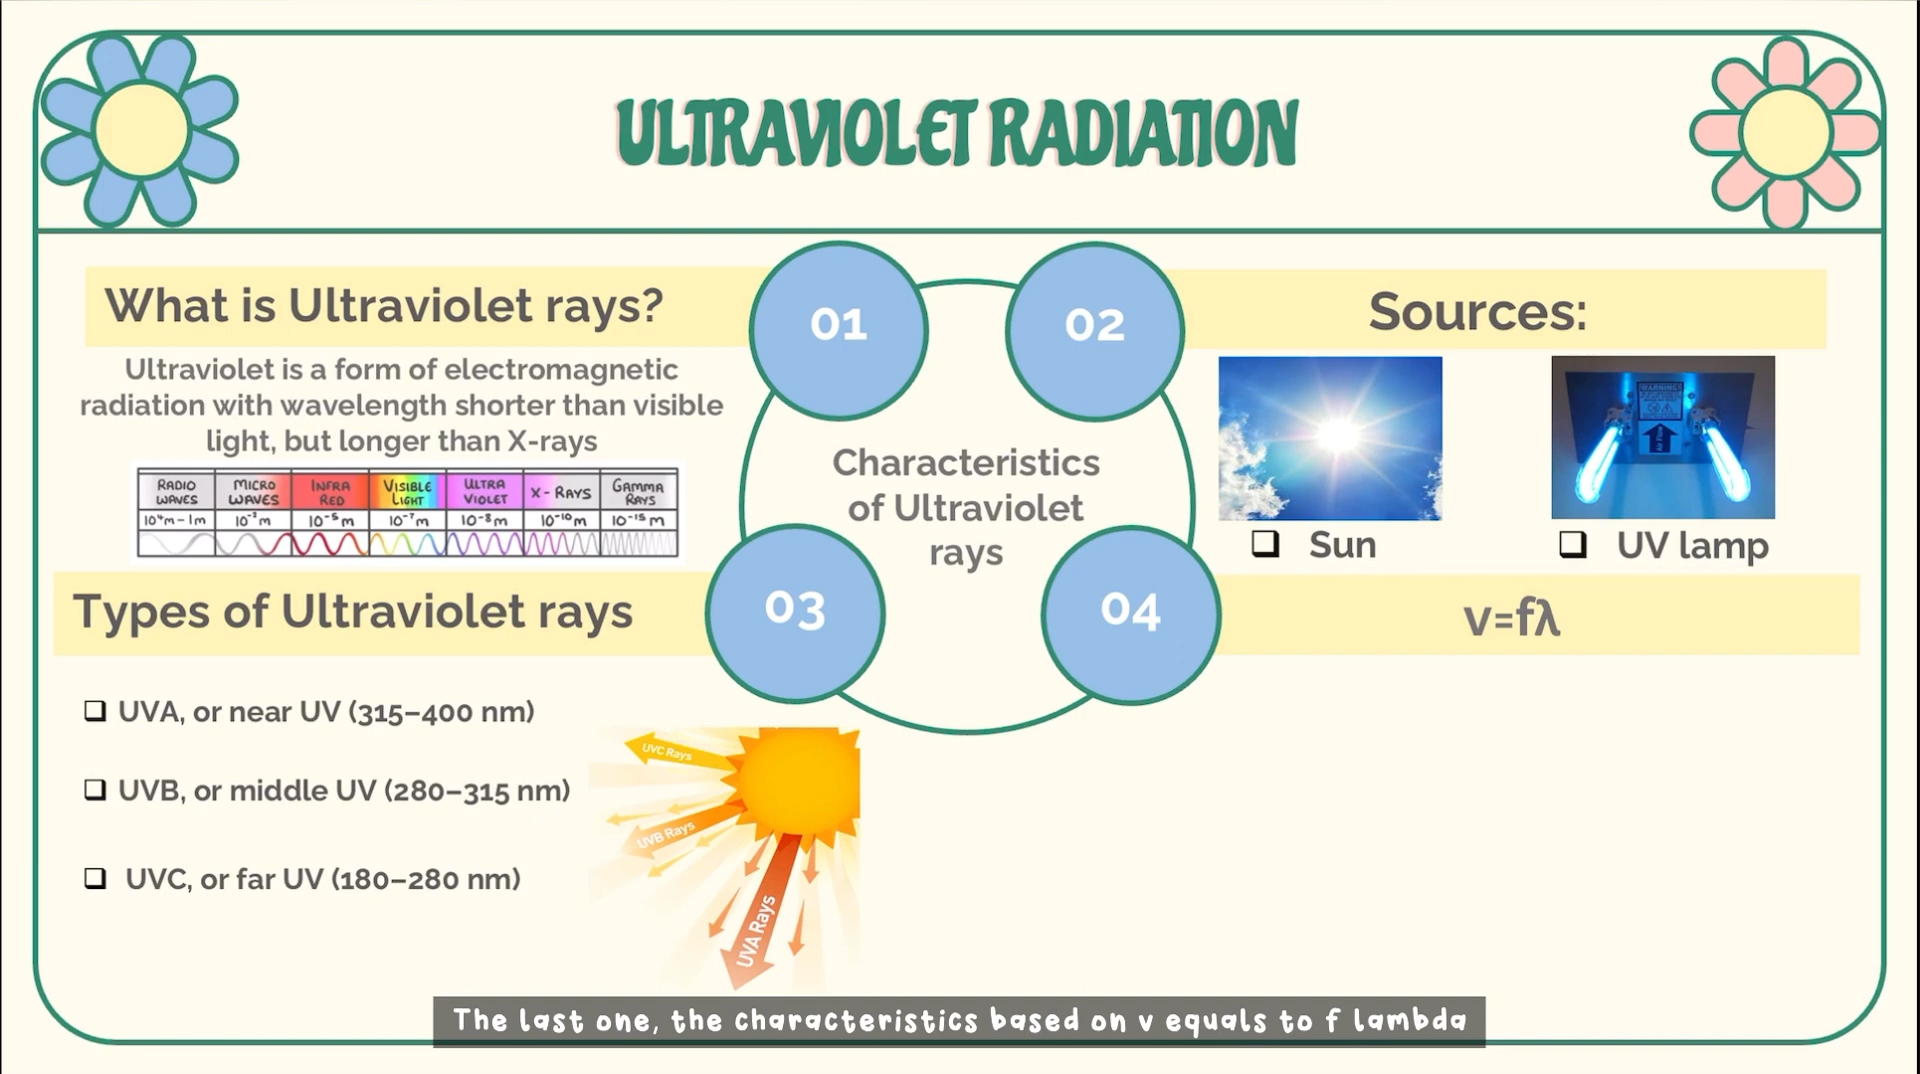 ULTRAVIOLET RADIATION
What is Ultraviolet rays?
Ultraviolet is a form of electromagnetic
radiation with wavelength shorter than visible
light, but longer than X-rays
RADIO WAVES MICRO WAVES INFRA RED VISIBLE LIGHT ULTRA VIOLET X-RAYS GAMMA RAYS
10⁴m-1m 10⁻²m 10⁻⁵m 10⁻⁷m 10⁻⁸m 10⁻¹⁰m 10⁻¹⁵m
01
02
Sources:
WARNING!
Air Flow
Sun
UV lamp
Characteristics
of Ultraviolet
rays
03
04
Types of Ultraviolet rays
UVA, or near UV (315–400 nm)
UVB, or middle UV (280–315 nm)
UVC, or far UV (180–280 nm)
UVC Rays
UVB Rays
UVA Rays
v=fλ
The last one, the characteristics based on v equals to f lambda